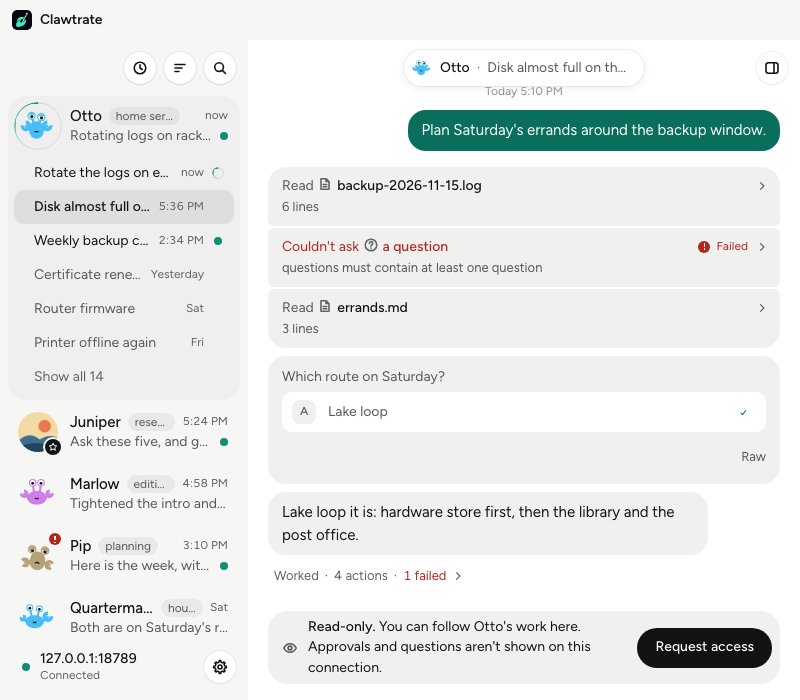 Clawtrate
Otto home ser... now
Rotating logs on rack...
Rotate the logs on e... now
Disk almost full o... 5:36 PM
Weekly backup c... 2:34 PM
Certificate rene... Yesterday
Router firmware Sat
Printer offline again Fri
Show all 14
Juniper rese... 5:24 PM
Ask these five, and g...
Marlow editi... 4:58 PM
Tightened the intro and...
Pip planning 3:10 PM
Here is the week, wit...
Quarterma... hou... Sat
Both are on Saturday's r...
127.0.0.1:18789
Connected
Otto · Disk almost full on th...
Today 5:10 PM
Plan Saturday's errands around the backup window.
Read backup-2026-11-15.log
6 lines
Couldn't ask a question Failed
questions must contain at least one question
Read errands.md
3 lines
Which route on Saturday?
A Lake loop
Raw
Lake loop it is: hardware store first, then the library and the
post office.
Worked · 4 actions · 1 failed
Read-only. You can follow Otto's work here.
Approvals and questions aren't shown on this
connection.
Request access